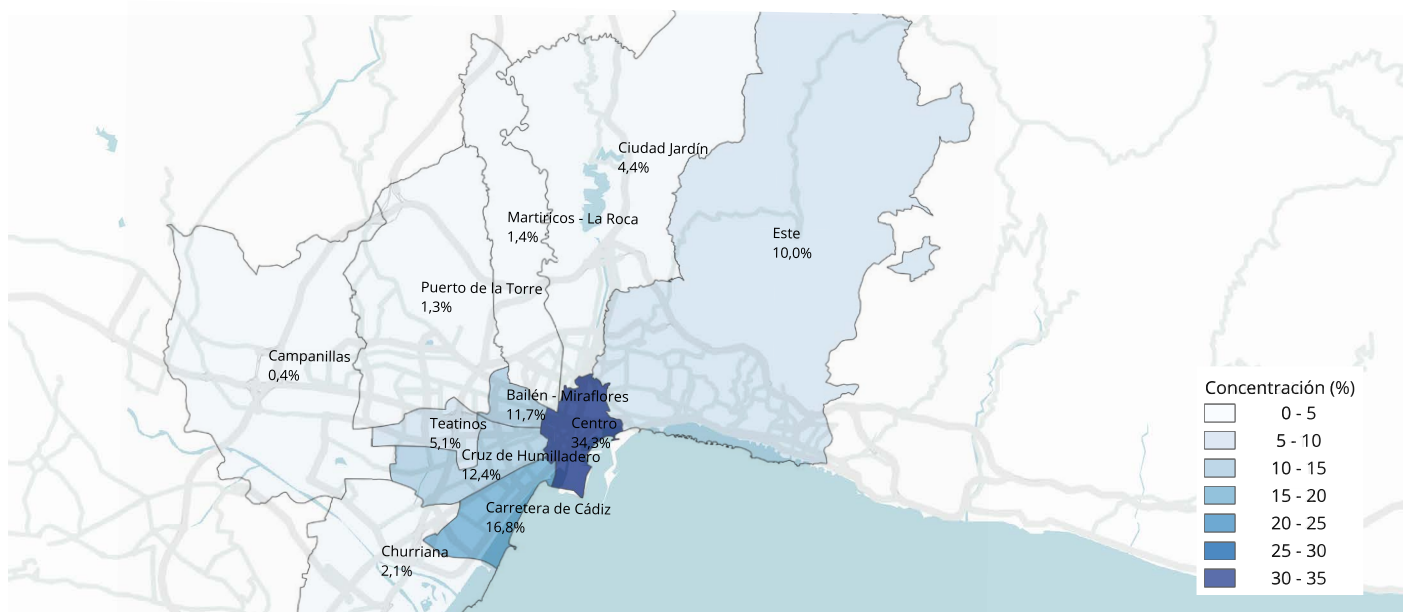 Ciudad Jardín
4,4%
Martiricos - La Roca
1,4%
Este
10,0%
Puerto de la Torre
1,3%
Campanillas
0,4%
Bailén - Miraflores
11,7%
Teatinos
5,1%
Centro
34,3%
Cruz de Humilladero
12,4%
Carretera de Cádiz
16,8%
Churriana
2,1%
Concentración (%)
0 - 5
5 - 10
10 - 15
15 - 20
20 - 25
25 - 30
30 - 35